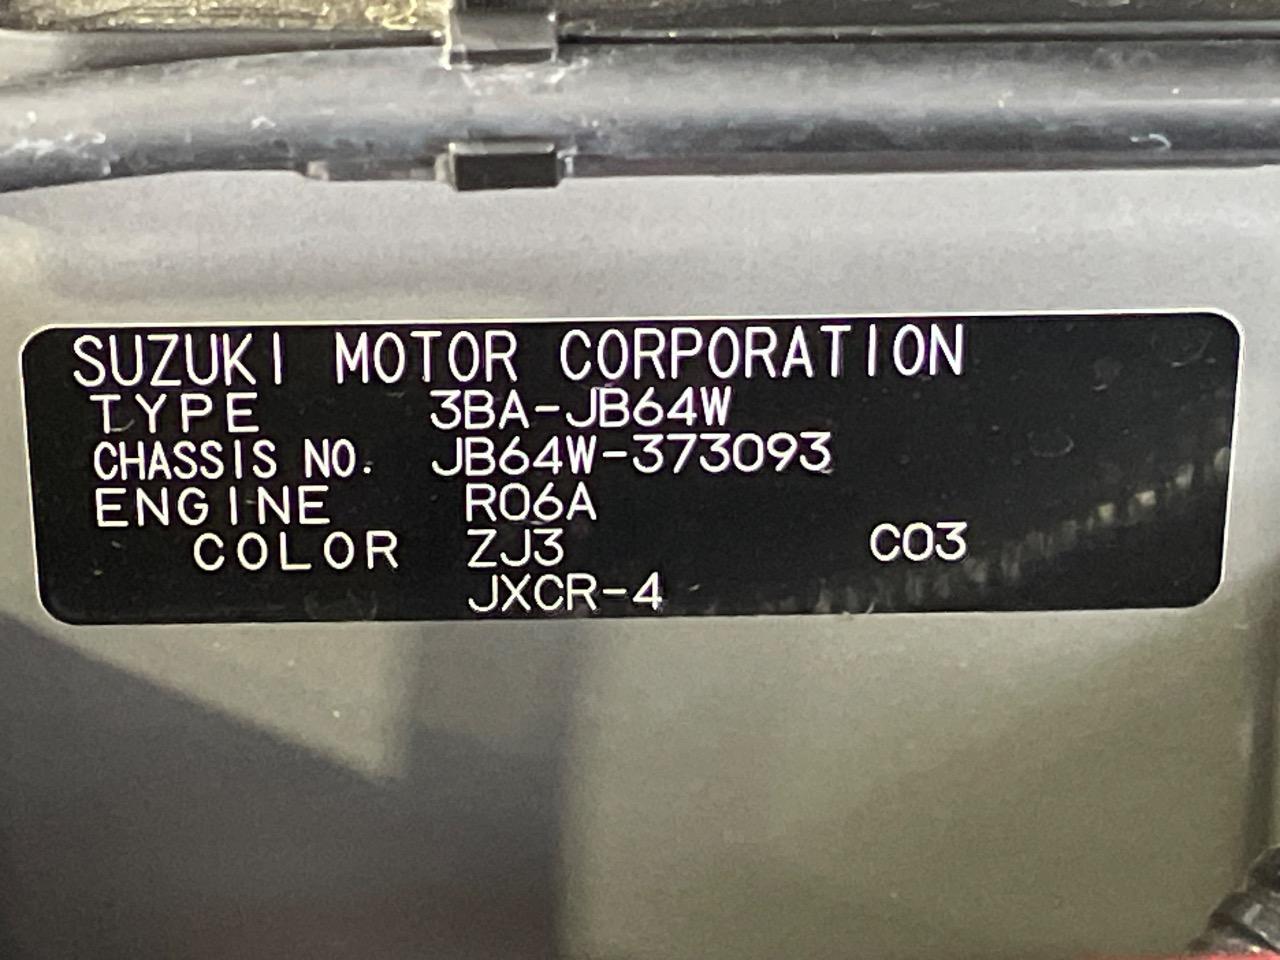 SUZUKI MOTOR CORPORATION
TYPE 3BA-JB64W
CHASSIS NO. JB64W-373093
ENGINE R06A
COLOR ZJ3 C03
JXCR-4